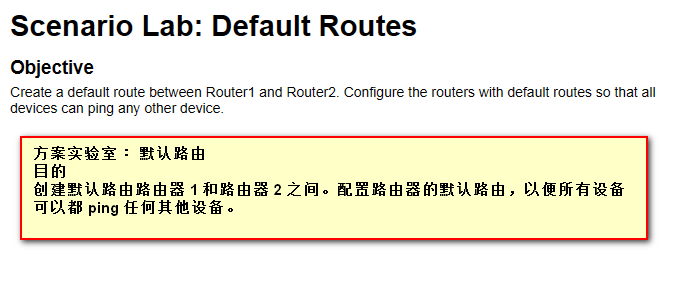 Scenario Lab: Default Routes
Objective
Create a default route between Router1 and Router2. Configure the routers with default routes so that all
devices can ping any other device.
方案实验室： 默认路由
目的
创建默认路由路由器 1 和路由器 2 之间。配置路由器的默认路由，以便所有设备
可以都 ping 任何其他设备。